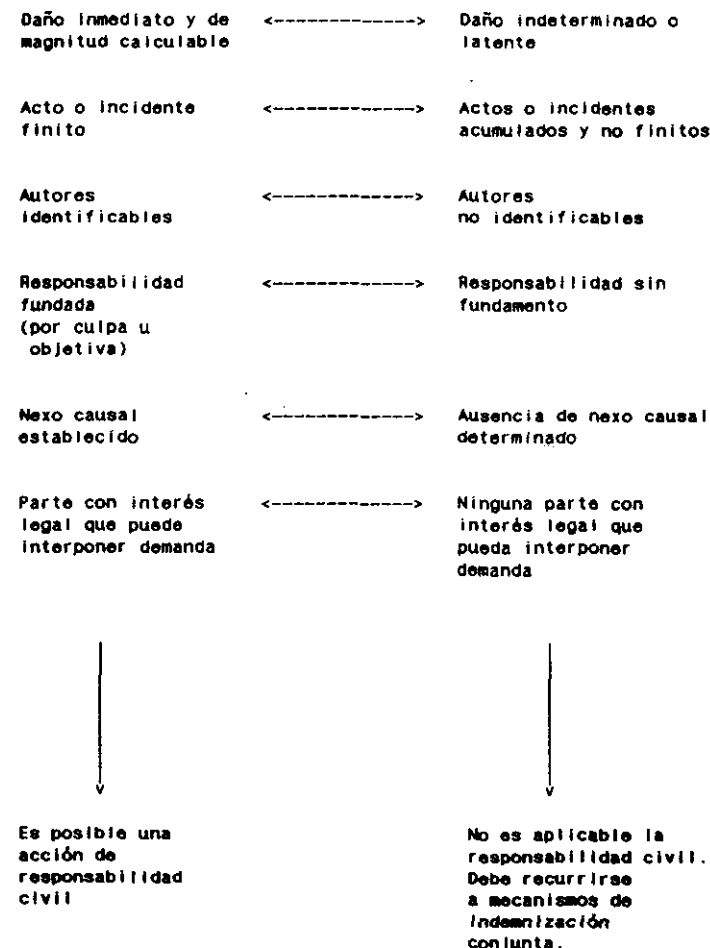 Daño inmediato y de <-------------> Daño indeterminado o
magnitud calculable latente
Acto o incidente <-------------> Actos o incidentes
finito acumulados y no finitos
Autores <-------------> Autores
identificables no identificables
Responsabilidad <-------------> Responsabilidad sin
fundada fundamento
(por culpa u
objetiva)
Nexo causal <-------------> Ausencia de nexo causal
establecido determinado
Parte con interés <-------------> Ninguna parte con
legal que puede interés legal que
interponer demanda pueda interponer
demanda
Es posible una No es aplicable la
acción de responsabilidad civil.
responsabilidad Debe recurrirse
civil a mecanismos de
indemnización
conjunta.